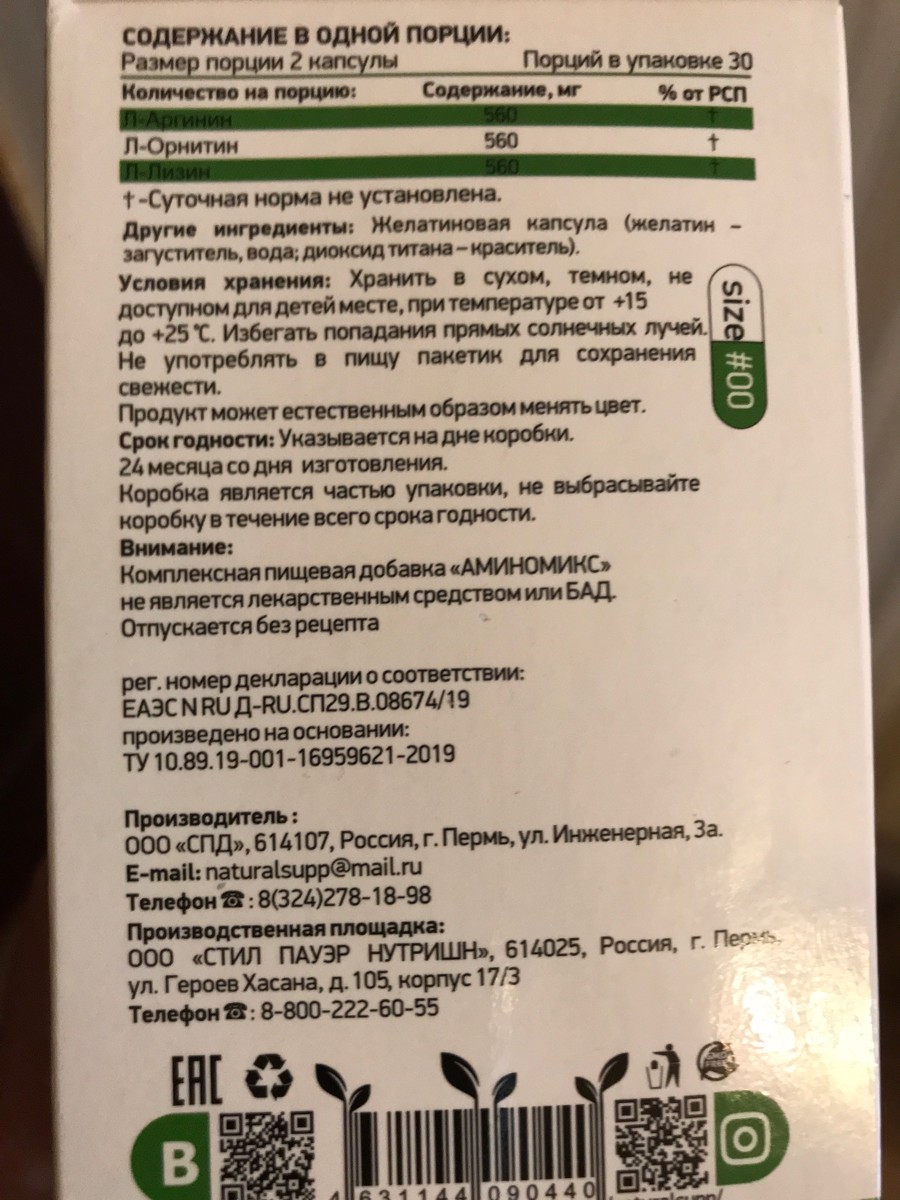 СОДЕРЖАНИЕ В ОДНОЙ ПОРЦИИ:
Размер порции 2 капсулы Порций в упаковке 30
Количество на порцию: Содержание, мг % от РСП
Л-Аргинин 560 †
Л-Орнитин 560 †
Л-Лизин 560 †
† -Суточная норма не установлена.
Другие ингредиенты: Желатиновая капсула (желатин –
загуститель, вода; диоксид титана – краситель).
Условия хранения: Хранить в сухом, темном, не
доступном для детей месте, при температуре от +15
до +25 °С. Избегать попадания прямых солнечных лучей.
Не употреблять в пищу пакетик для сохранения
свежести.
size #00
Продукт может естественным образом менять цвет.
Срок годности: Указывается на дне коробки.
24 месяца со дня изготовления.
Коробка является частью упаковки, не выбрасывайте
коробку в течение всего срока годности.
Внимание:
Комплексная пищевая добавка «АМИНОМИКС»
не является лекарственным средством или БАД.
Отпускается без рецепта
рег. номер декларации о соответствии:
ЕАЭС N RU Д-RU.СП29.В.08674/19
произведено на основании:
ТУ 10.89.19-001-16959621-2019
Производитель :
ООО «СПД», 614107, Россия, г. Пермь, ул. Инженерная, 3а.
E-mail: naturalsupp@mail.ru
Телефон ☎ : 8(324)278-18-98
Производственная площадка:
ООО «СТИЛ ПАУЭР НУТРИШН», 614025, Россия, г. Пермь,
ул. Героев Хасана, д. 105, корпус 17/3
Телефон ☎ : 8-800-222-60-55
EAC
B
4 631144 090440
naturalsupp/